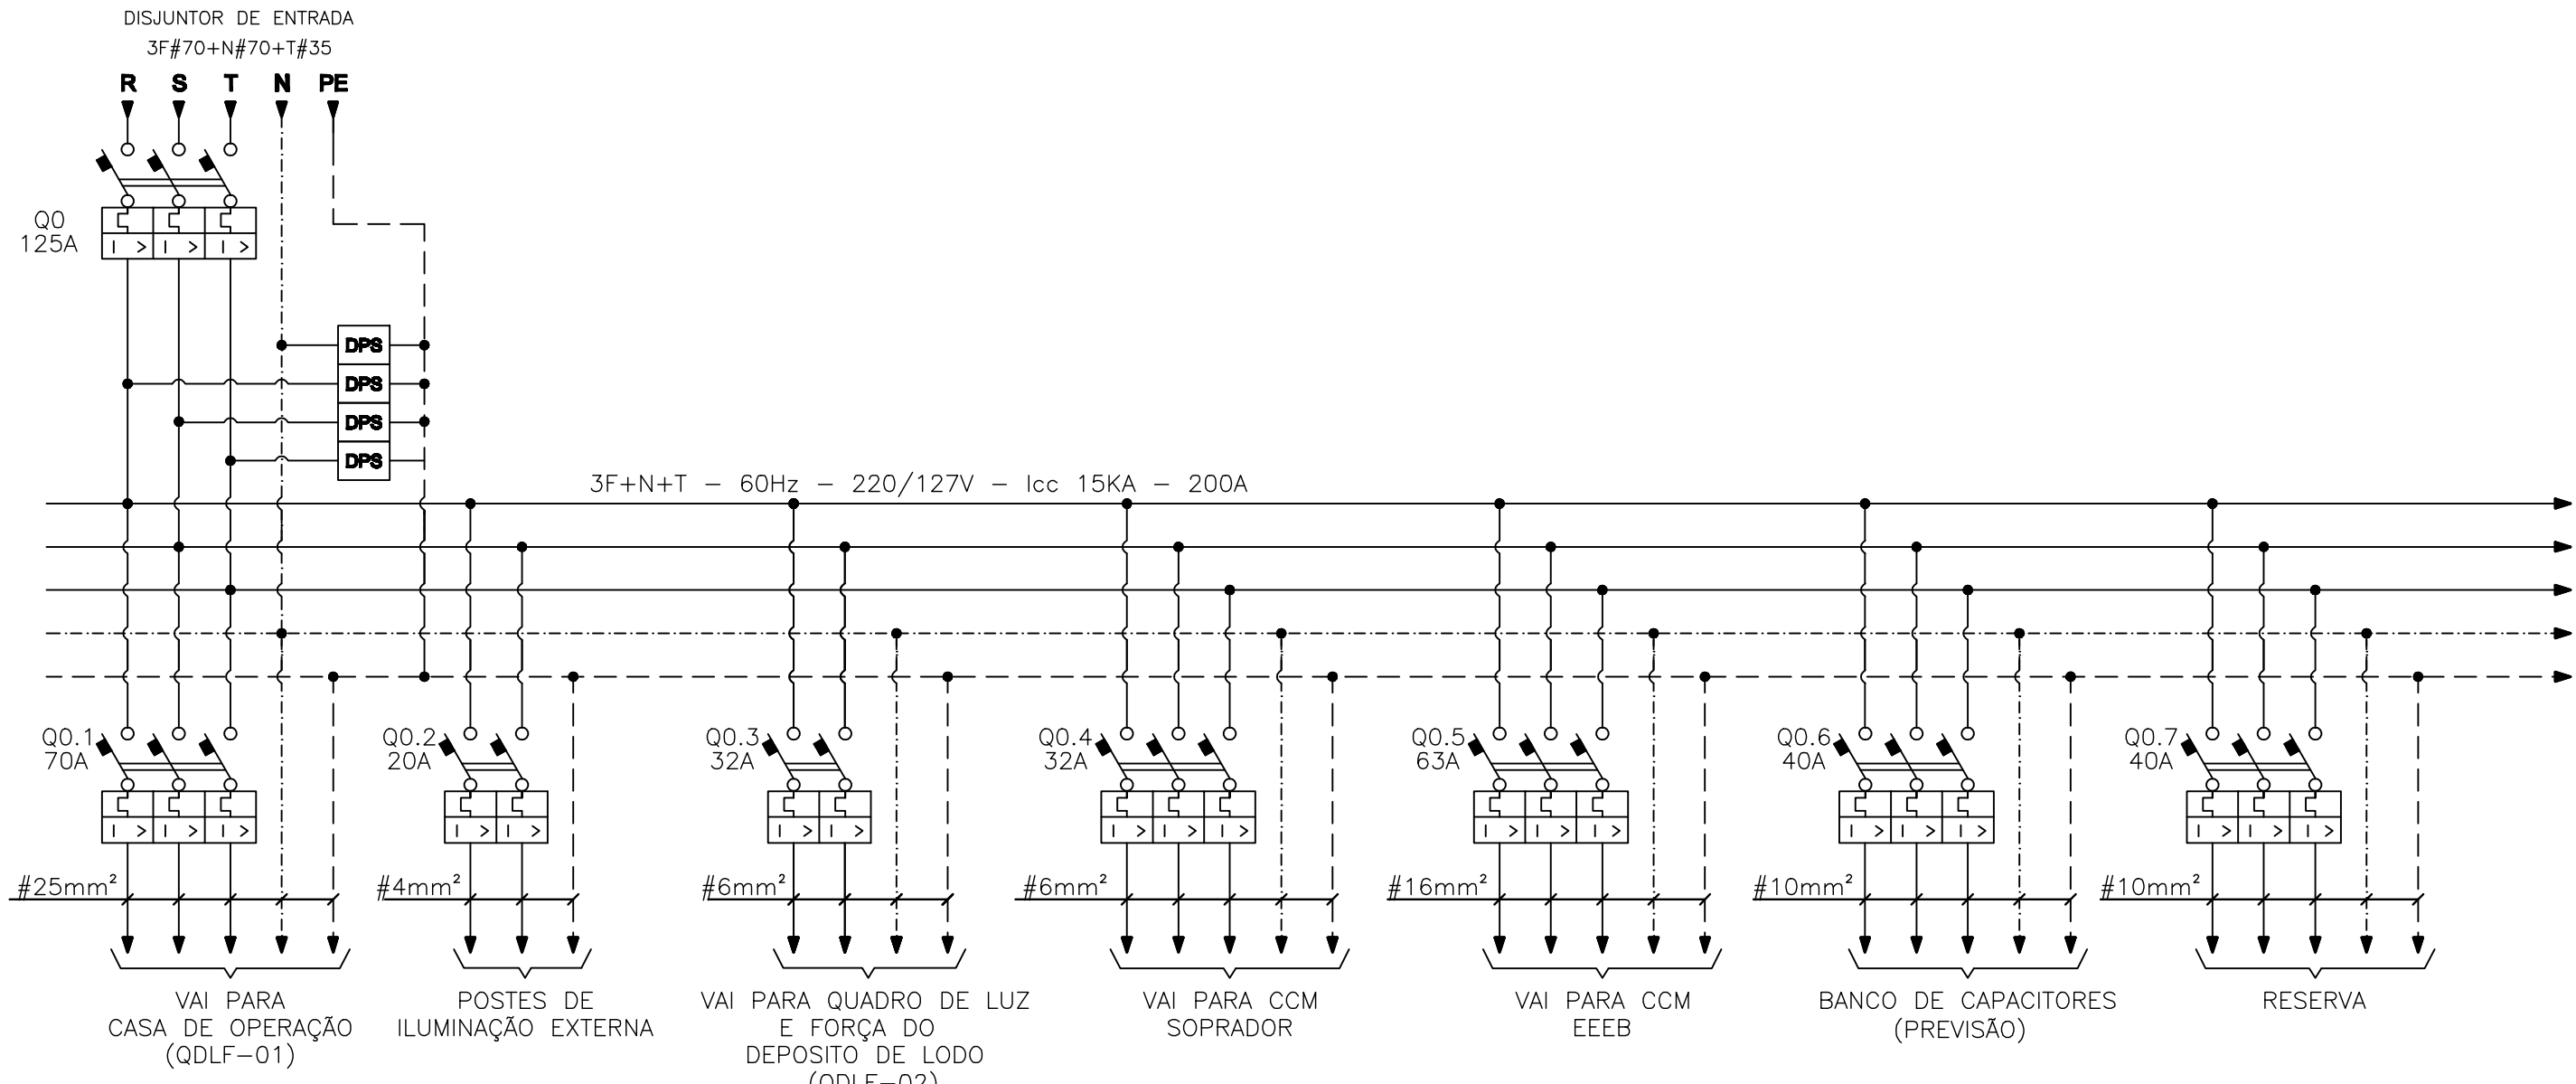 DISJUNTOR DE ENTRADA
3F#70+N#70+T#35
R S T N PE
Q0
125A
DPS
DPS
DPS
DPS
3F+N+T – 60Hz – 220/127V – Icc 15KA – 200A
Q0.1
70A
Q0.2
20A
Q0.3
32A
Q0.4
32A
Q0.5
63A
Q0.6
40A
Q0.7
40A
I > I > I >
I > I > I >
I > I >
I > I >
I > I > I >
I > I > I >
I > I > I >
I > I > I >
#25mm²
#4mm²
#6mm²
#6mm²
#16mm²
#10mm²
#10mm²
VAI PARA
CASA DE OPERAÇÃO
(QDLF–01)
POSTES DE
ILUMINAÇÃO EXTERNA
VAI PARA QUADRO DE LUZ
E FORÇA DO
DEPOSITO DE LODO
(QDLF–02)
VAI PARA CCM
SOPRADOR
VAI PARA CCM
EEEB
BANCO DE CAPACITORES
(PREVISÃO)
RESERVA